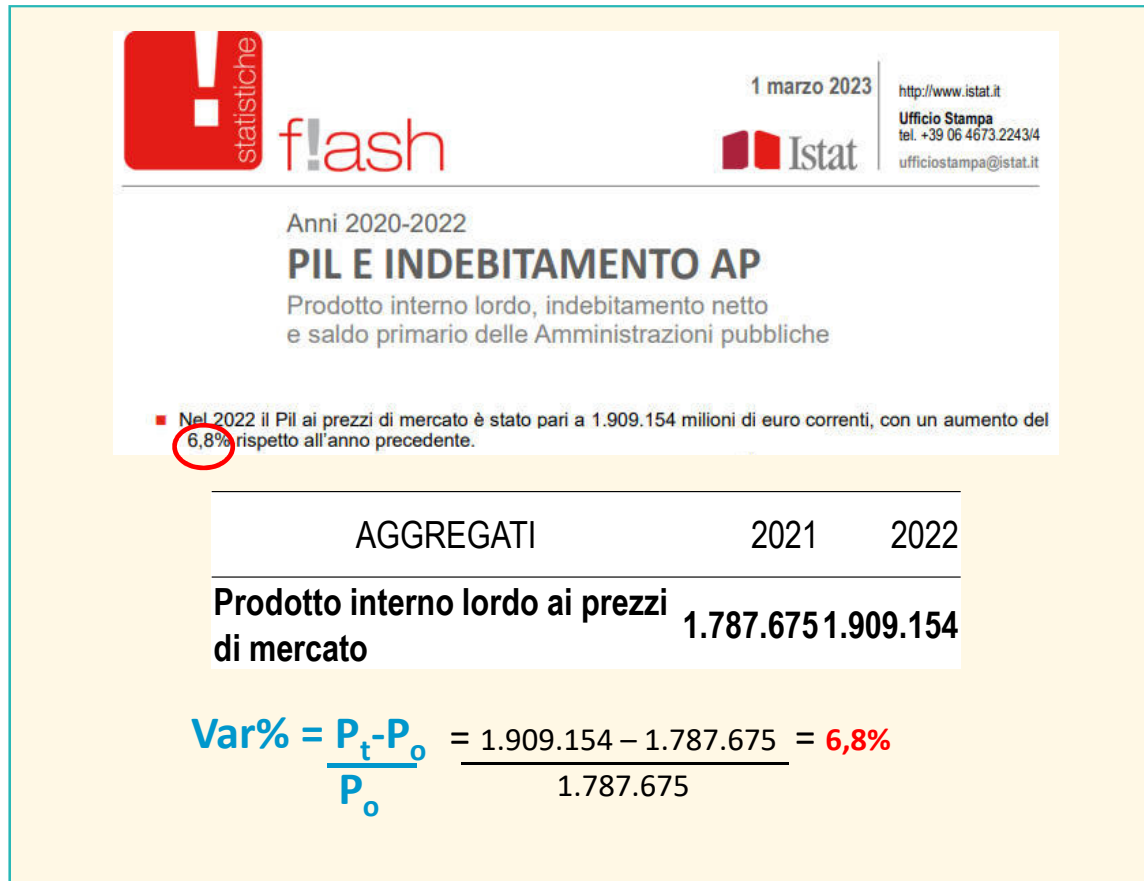 statistiche
f!ash
1 marzo 2023
Istat
http://www.istat.it
Ufficio Stampa
tel. +39 06 4673.2243/4
ufficiostampa@istat.it
Anni 2020-2022
PIL E INDEBITAMENTO AP
Prodotto interno lordo, indebitamento netto
e saldo primario delle Amministrazioni pubbliche
Nel 2022 il Pil ai prezzi di mercato è stato pari a 1.909.154 milioni di euro correnti, con un aumento del
6,8% rispetto all'anno precedente.
AGGREGATI 2021 2022
Prodotto interno lordo ai prezzi
di mercato 1.787.675 1.909.154
Var% = Pt-Po = 1.909.154 – 1.787.675 = 6,8%
Po 1.787.675